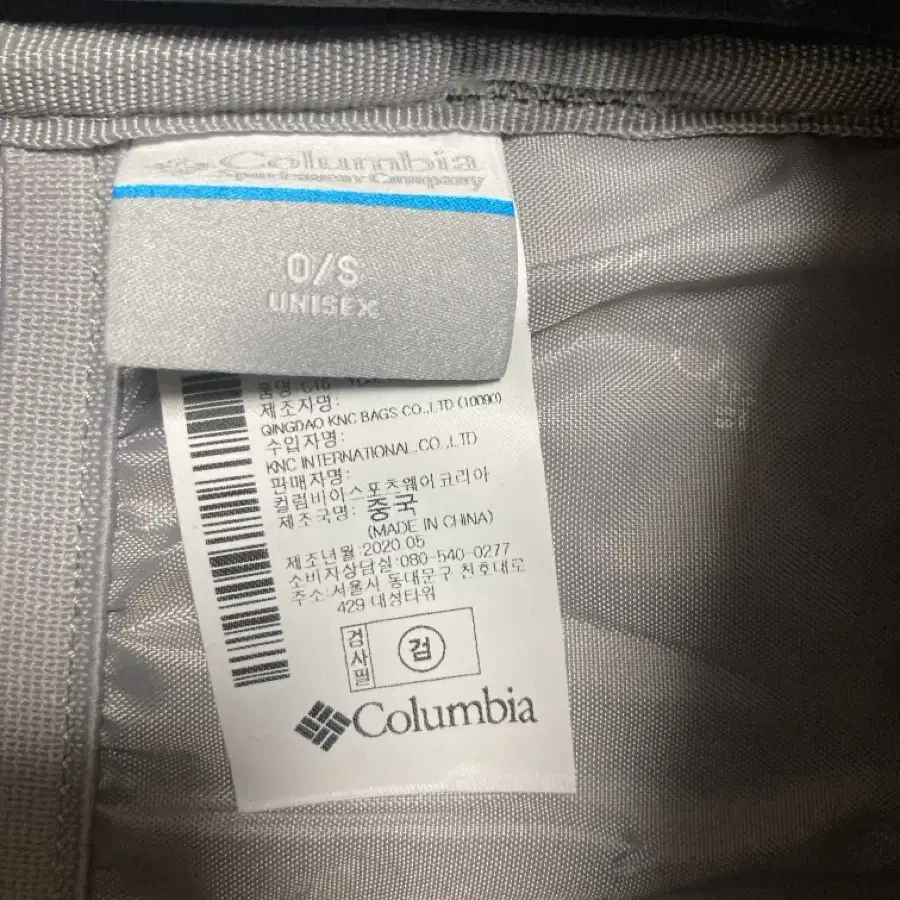 Columbia
Sportswear Company
O/S
UNISEX
품명:
제조자명:
QINGDAO KNC BAGS CO.,LTD (10090)
수입자명:
KNC INTERNATIONAL.CO.,LTD
판매자명:
컬럼비아스포츠웨어코리아
제조국명: 중국
(MADE IN CHINA)
제조년월:2020.05
소비자상담실:080-540-0277
주소:서울시 동대문구 천호대로
429 대성타워
검사필
검
Columbia